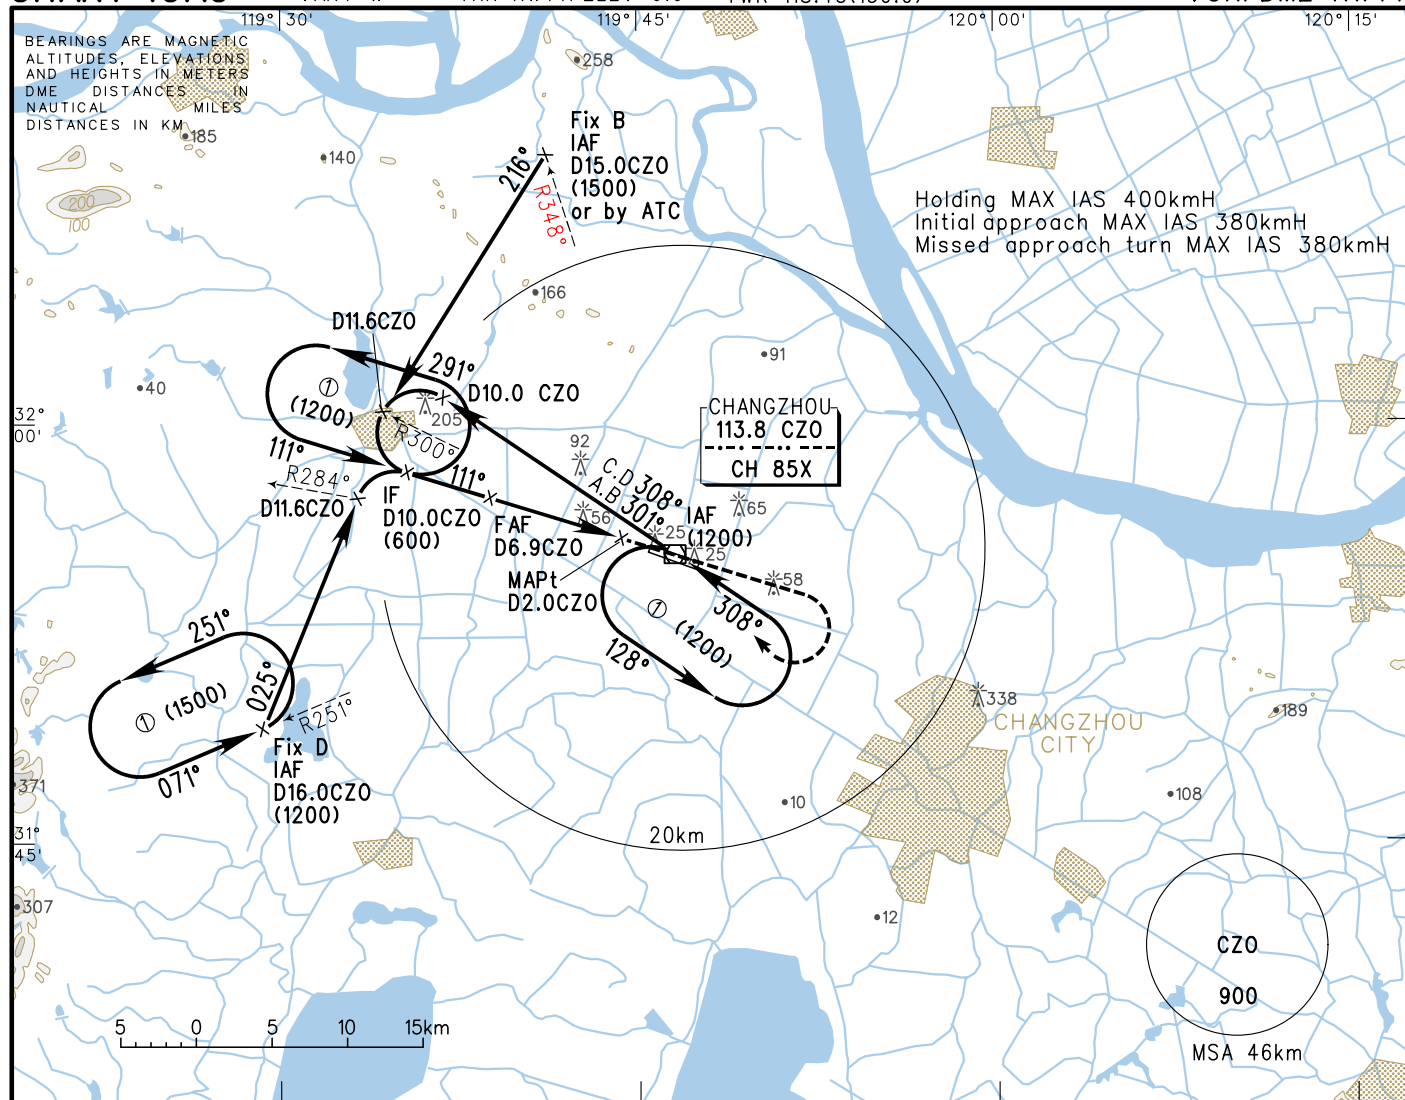 119° 30'
119° 45'
120° 00'
120° 15'
BEARINGS ARE MAGNETIC
ALTITUDES, ELEVATIONS
AND HEIGHTS IN METERS
DME DISTANCES IN
NAUTICAL MILES
DISTANCES IN KM
185
140
258
200
100
Fix B
IAF
D15.0CZO
(1500)
or by ATC
216°
R348°
Holding MAX IAS 400kmH
Initial approach MAX IAS 380kmH
Missed approach turn MAX IAS 380kmH
166
D11.6CZO
91
40
291°
① (1200)
D10.0 CZO
205
R300°
32°
00'
CHANGZHOU
113.8 CZO
CH 85X
111°
R284°
D11.6CZO
IF
D10.0CZO
(600)
111°
92
C.D 308°
A.B 301°
56
FAF
D6.9CZO
65
IAF
(1200)
25
25
58
MAPt
D2.0CZO
308°
① (1200)
128°
251°
① (1500)
025°
R251°
071°
Fix D
IAF
D16.0CZO
(1200)
338
CHANGZHOU
CITY
189
371
10
108
20km
31°
45'
307
12
CZO
900
MSA 46km
5 0 5 10 15km